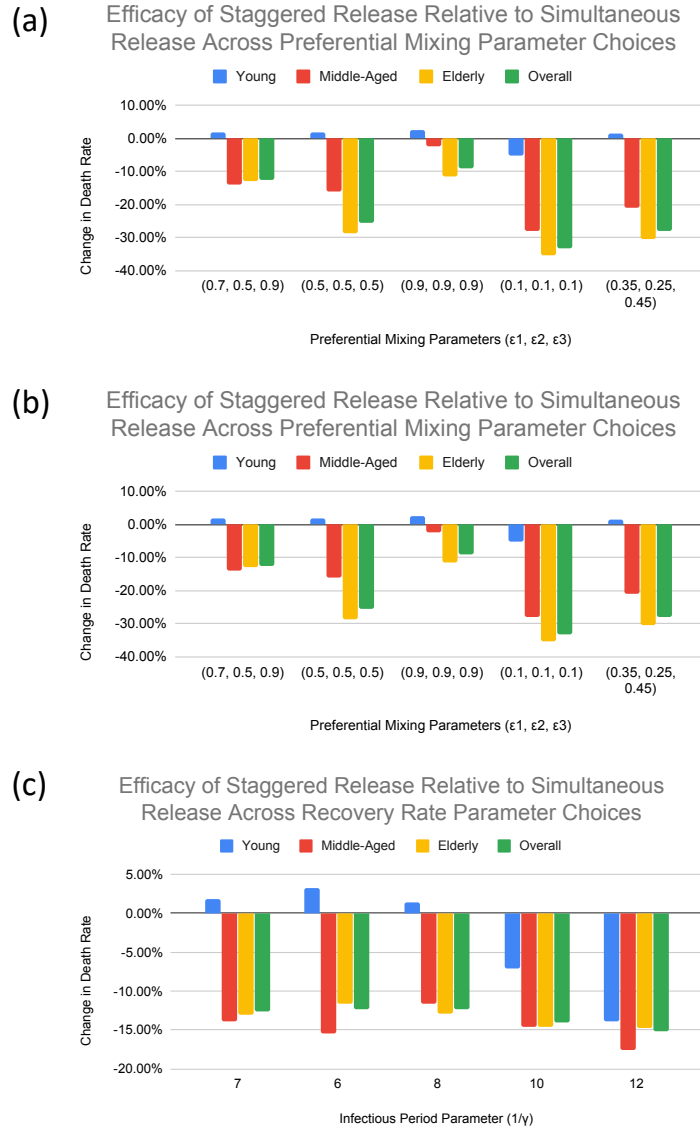 (a)
Efficacy of Staggered Release Relative to Simultaneous
Release Across Preferential Mixing Parameter Choices
Young Middle-Aged Elderly Overall
Change in Death Rate
10.00%
0.00%
-10.00%
-20.00%
-30.00%
-40.00%
(0.7, 0.5, 0.9) (0.5, 0.5, 0.5) (0.9, 0.9, 0.9) (0.1, 0.1, 0.1) (0.35, 0.25,
0.45)
Preferential Mixing Parameters (ε1, ε2, ε3)
(b)
Efficacy of Staggered Release Relative to Simultaneous
Release Across Preferential Mixing Parameter Choices
Young Middle-Aged Elderly Overall
Change in Death Rate
10.00%
0.00%
-10.00%
-20.00%
-30.00%
-40.00%
(0.7, 0.5, 0.9) (0.5, 0.5, 0.5) (0.9, 0.9, 0.9) (0.1, 0.1, 0.1) (0.35, 0.25,
0.45)
Preferential Mixing Parameters (ε1, ε2, ε3)
(c)
Efficacy of Staggered Release Relative to Simultaneous
Release Across Recovery Rate Parameter Choices
Young Middle-Aged Elderly Overall
Change in Death Rate
5.00%
0.00%
-5.00%
-10.00%
-15.00%
-20.00%
7 6 8 10 12
Infectious Period Parameter (1/γ)